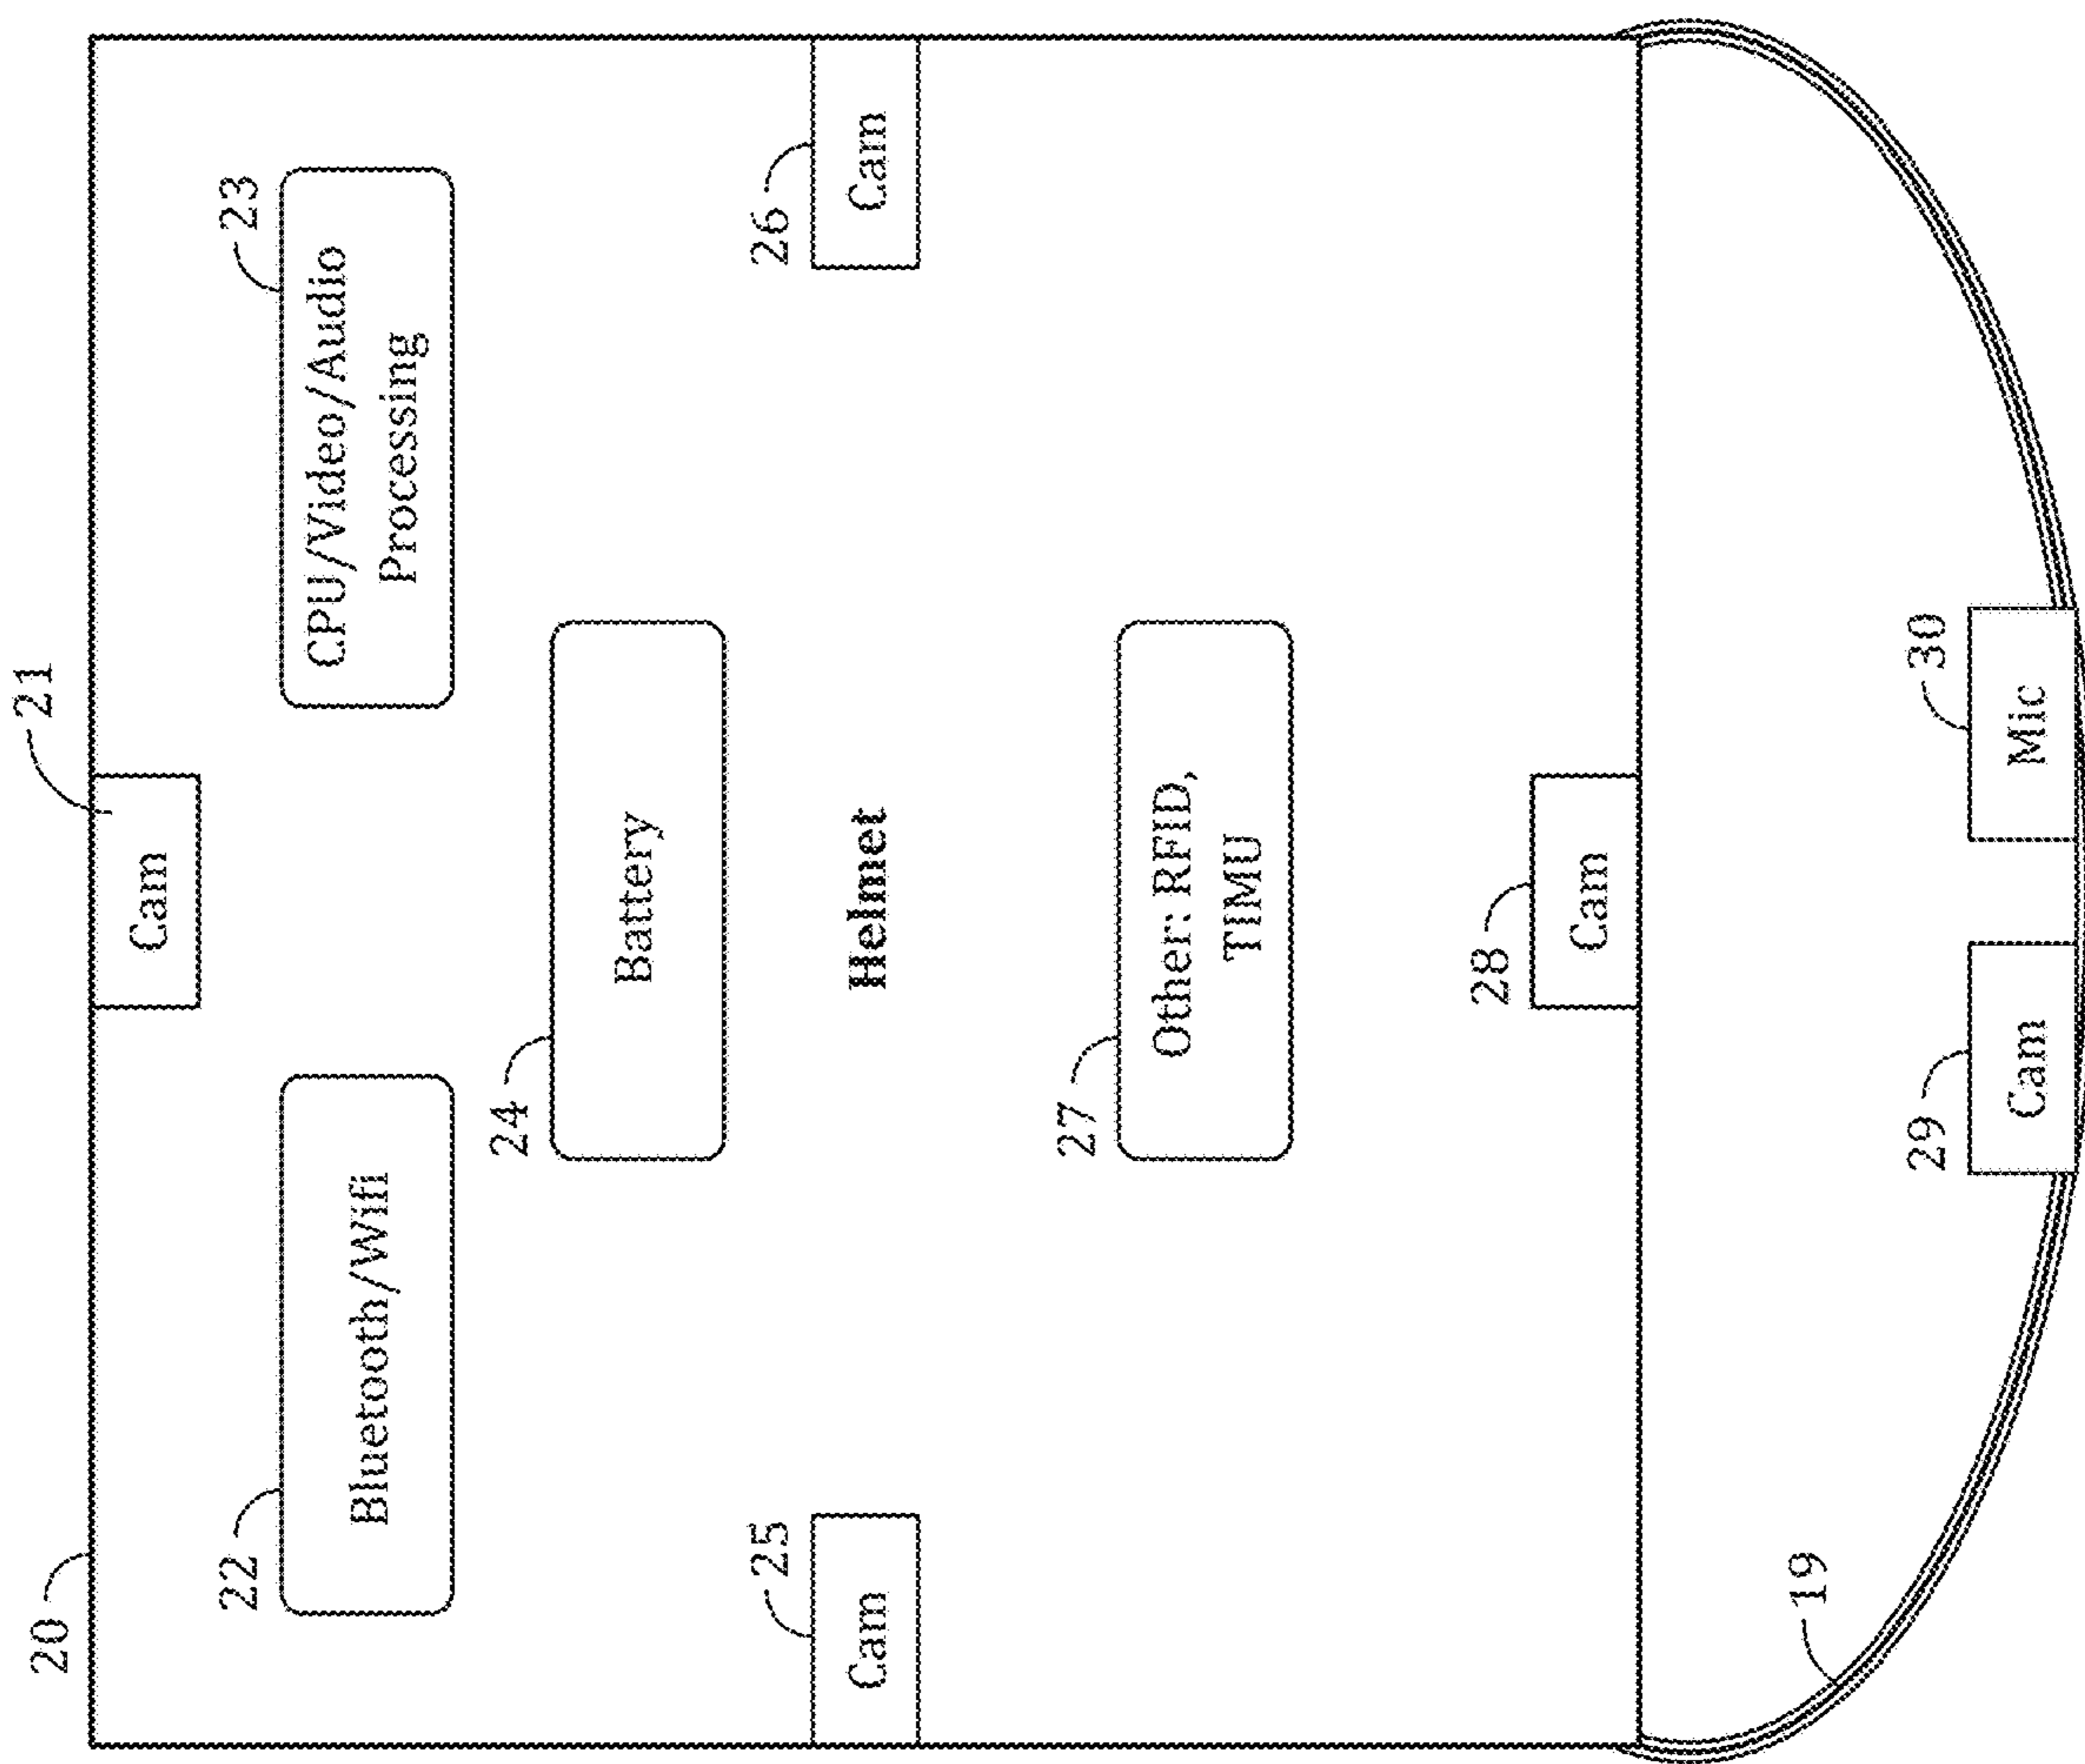 20
21
Cam
22
Bluetooth/Wifi
23
CPU/Video/Audio
Processing
24
Battery
25
Cam
Helmet
26
Cam
27
Other: RFID,
TIMU
28
Cam
19
29
Cam
30
Mic